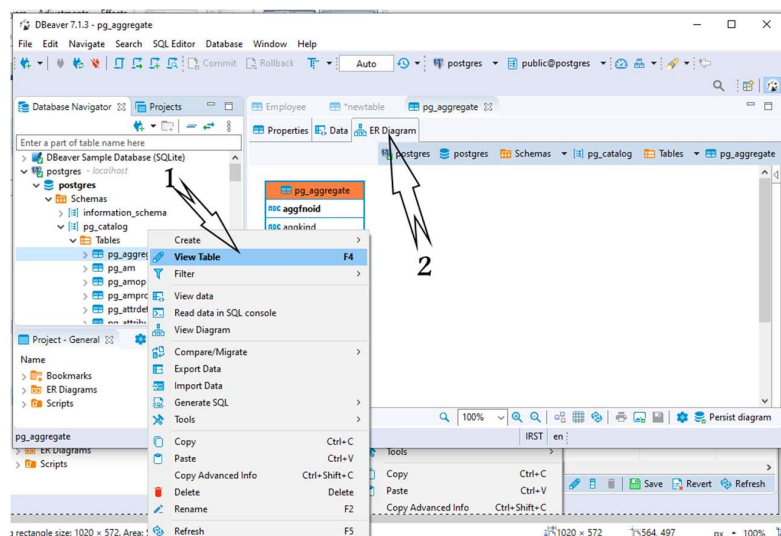 DBeaver 7.1.3 - pg_aggregate
File Edit Navigate Search SQL Editor Database Window Help
Commit Rollback Auto postgres public@postgres
Database Navigator Projects
Employee *newtable pg_aggregate
Enter a part of table name here
Properties Data ER Diagram
postgres postgres Schemas pg_catalog Tables pg_aggregate
DBeaver Sample Database (SQLite)
postgres - localhost
postgres
Schemas
information_schema
pg_catalog
Tables
pg_am
pg_amop
pg_aggregate
aggfnoid
aggkind
1
2
Create
View Table F4
Filter
View data
Read data in SQL console
View Diagram
Compare/Migrate
Export Data
Import Data
Generate SQL
Tools
Copy Ctrl+C
Paste Ctrl+V
Copy Advanced Info Ctrl+Shift+C
Delete Delete
Rename F2
Refresh F5
Project - General
Name
Bookmarks
ER Diagrams
Scripts
100% Persist diagram
pg_aggregate
IRST en
ER Diagrams
Scripts
Tools
Copy Ctrl+C
Paste Ctrl+V
Copy Advanced Info Ctrl+Shift+C
Save Revert Refresh
rectangle size: 1020 × 572, Area:
1020 × 572 564, 497 px 100%